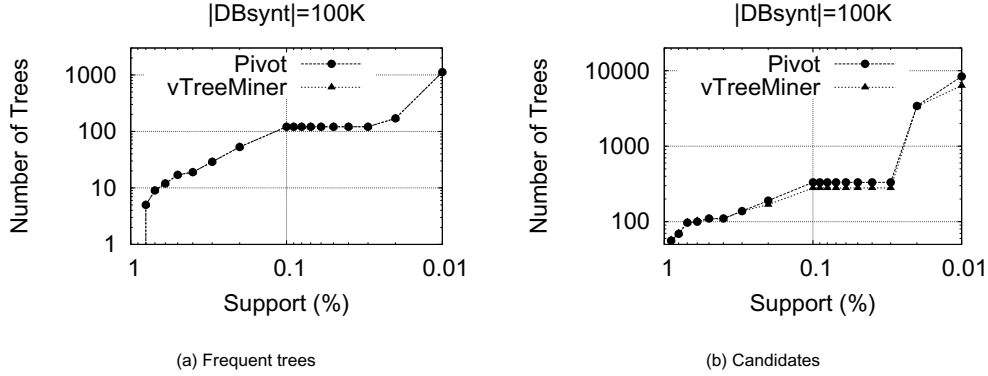 |DBsynt|=100K
Number of Trees
1000
100
10
1
Pivot
vTreeMiner
1
0.1
0.01
Support (%)
(a) Frequent trees
|DBsynt|=100K
Number of Trees
10000
1000
100
Pivot
vTreeMiner
1
0.1
0.01
Support (%)
(b) Candidates